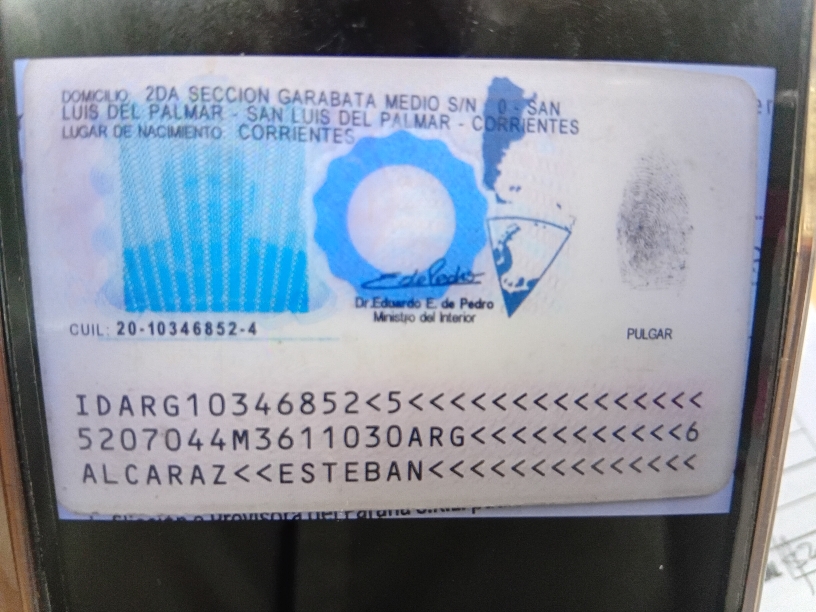 DOMICILIO: 2DA SECCION GARABATA MEDIO S/N 0 - SAN
LUIS DEL PALMAR - SAN LUIS DEL PALMAR - CORRIENTES
LUGAR DE NACIMIENTO: CORRIENTES
Dr. Eduardo E. de Pedro
Ministro del Interior
CUIL: 20-10346852-4
PULGAR
IDARG10346852<5<<<<<<<<<<<<<<<
5207044M3611030ARG<<<<<<<<<<<6
ALCARAZ<<ESTEBAN<<<<<<<<<<<<<<